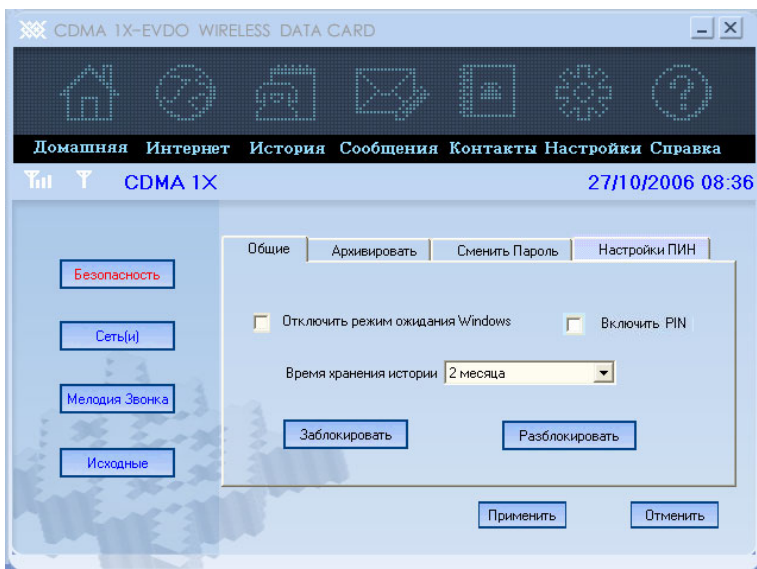 CDMA 1X-EVDO WIRELESS DATA CARD
Домашняя Интернет История Сообщения Контакты Настройки Справка
CDMA 1X 27/10/2006 08:36
Общие Архивировать Сменить Пароль Настройки ПИН
Безопасность
Отключить режим ожидания Windows Включить PIN
Сеть(и)
Время хранения истории 2 месяца
Мелодия Звонка
Заблокировать Разблокировать
Исходные
Применить Отменить